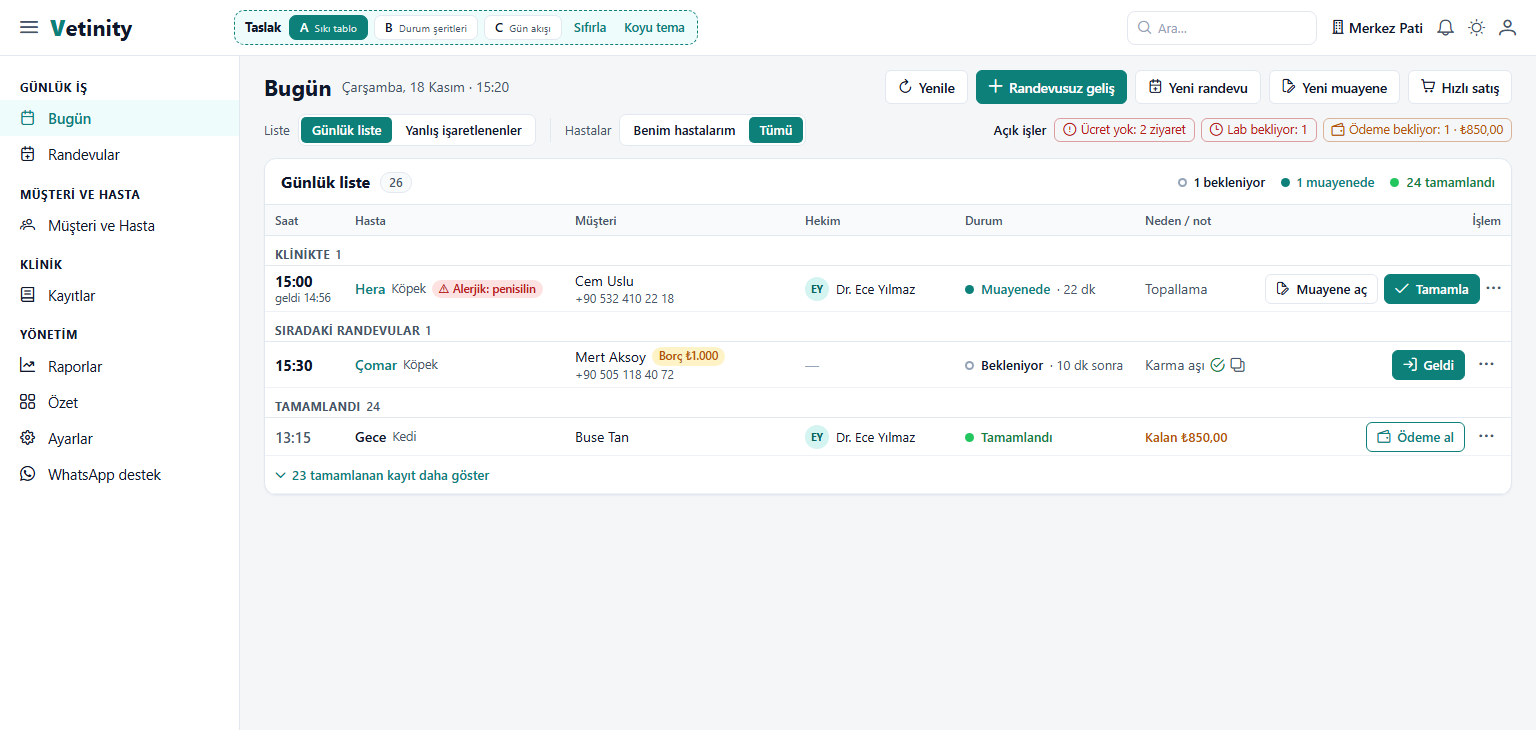 Vetinity
Taslak A Sıkı tablo B Durum şeritleri C Gün akışı Sıfırla Koyu tema
Ara...
Merkez Pati
GÜNLÜK İŞ
Bugün
Randevular
MÜŞTERİ VE HASTA
Müşteri ve Hasta
KLİNİK
Kayıtlar
YÖNETİM
Raporlar
Özet
Ayarlar
WhatsApp destek
Bugün Çarşamba, 18 Kasım · 15:20
Yenile Randevusuz geliş Yeni randevu Yeni muayene Hızlı satış
Liste Günlük liste Yanlış işaretlenenler Hastalar Benim hastalarım Tümü
Açık işler Ücret yok: 2 ziyaret Lab bekliyor: 1 Ödeme bekliyor: 1 · ₺850,00
Günlük liste 26
1 bekleniyor 1 muayenede 24 tamamlandı
Saat Hasta Müşteri Hekim Durum Neden / not İşlem
KLİNİKTE 1
15:00
geldi 14:56
Hera Köpek Alerjik: penisilin
Cem Uslu
+90 532 410 22 18
EY Dr. Ece Yılmaz
Muayenede · 22 dk
Topallama
Muayene aç Tamamla
SIRADAKİ RANDEVULAR 1
15:30
Çomar Köpek
Mert Aksoy Borç ₺1.000
+90 505 118 40 72
—
Bekleniyor · 10 dk sonra
Karma aşı
Geldi
TAMAMLANDI 24
13:15
Gece Kedi
Buse Tan
EY Dr. Ece Yılmaz
Tamamlandı
Kalan ₺850,00
Ödeme al
23 tamamlanan kayıt daha göster